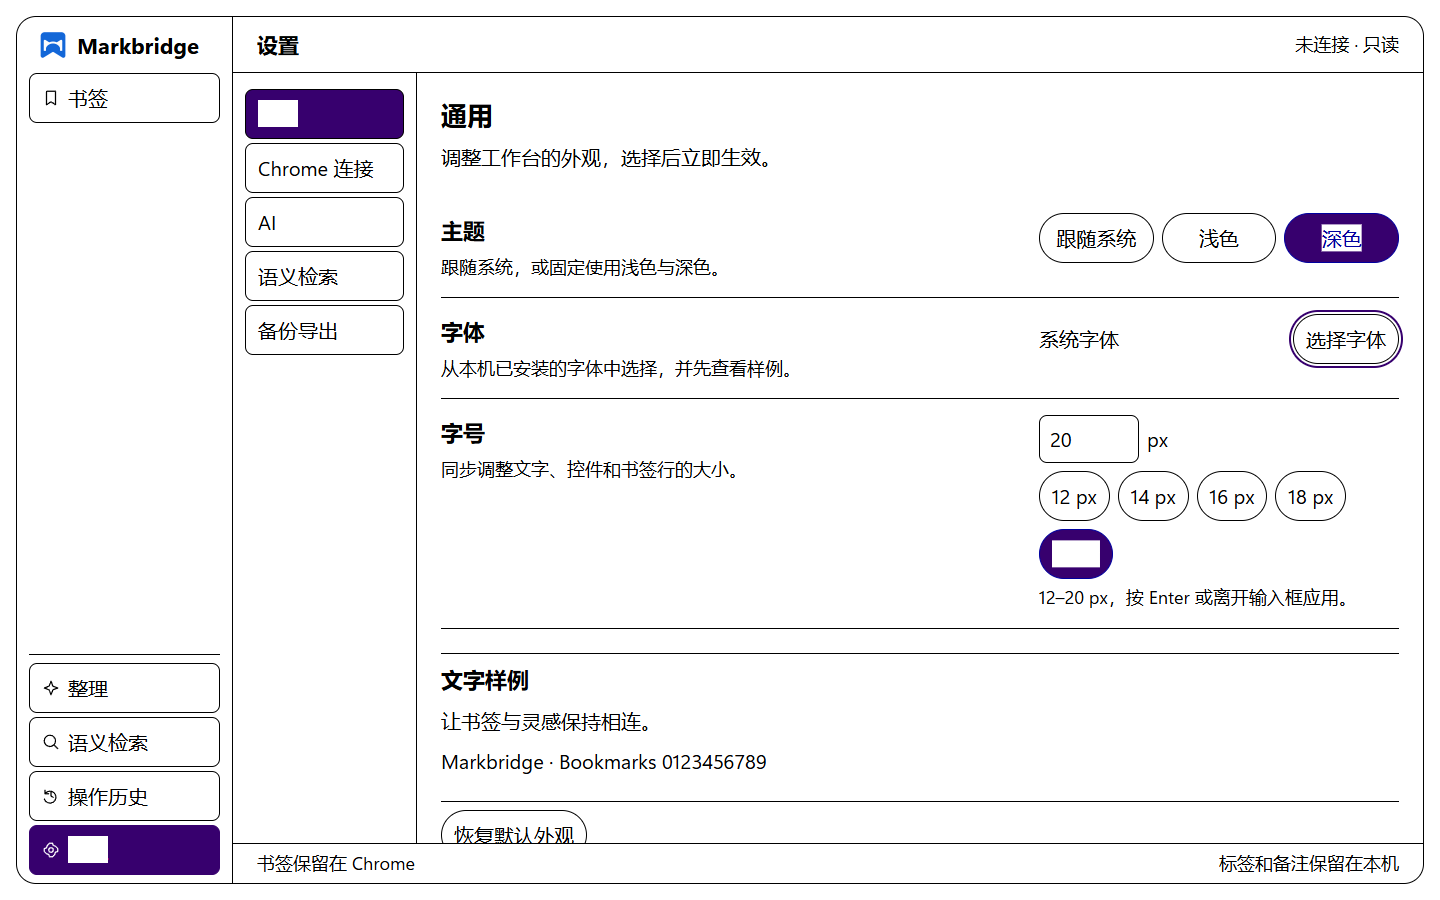 Markbridge
书签
整理
语义检索
操作历史
设置
未连接 · 只读
Chrome 连接
AI
语义检索
备份导出
通用
调整工作台的外观，选择后立即生效。
主题
跟随系统，或固定使用浅色与深色。
跟随系统
浅色
深色
字体
从本机已安装的字体中选择，并先查看样例。
系统字体
选择字体
字号
同步调整文字、控件和书签行的大小。
20 px
12 px
14 px
16 px
18 px
12–20 px，按 Enter 或离开输入框应用。
文字样例
让书签与灵感保持相连。
Markbridge · Bookmarks 0123456789
恢复默认外观
书签保留在 Chrome
标签和备注保留在本机